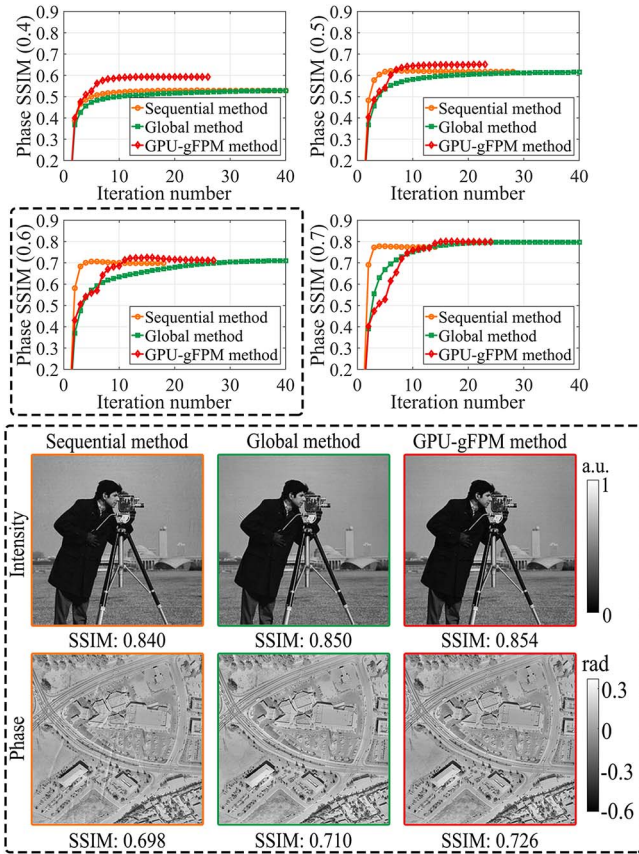 Phase SSIM (0.4)
0.9
0.8
0.7
0.6
0.5
0.4
0.3
0.2
Sequential method
Global method
GPU-gFPM method
0 10 20 30 40
Iteration number
Phase SSIM (0.5)
0.9
0.8
0.7
0.6
0.5
0.4
0.3
0.2
Sequential method
Global method
GPU-gFPM method
0 10 20 30 40
Iteration number
Phase SSIM (0.6)
0.9
0.8
0.7
0.6
0.5
0.4
0.3
0.2
Sequential method
Global method
GPU-gFPM method
0 10 20 30 40
Iteration number
Phase SSIM (0.7)
0.9
0.8
0.7
0.6
0.5
0.4
0.3
0.2
Sequential method
Global method
GPU-gFPM method
0 10 20 30 40
Iteration number
Sequential method Global method GPU-gFPM method
a.u.
Intensity
1
0
SSIM: 0.840 SSIM: 0.850 SSIM: 0.854
rad
Phase
0.3
0
-0.3
-0.6
SSIM: 0.698 SSIM: 0.710 SSIM: 0.726